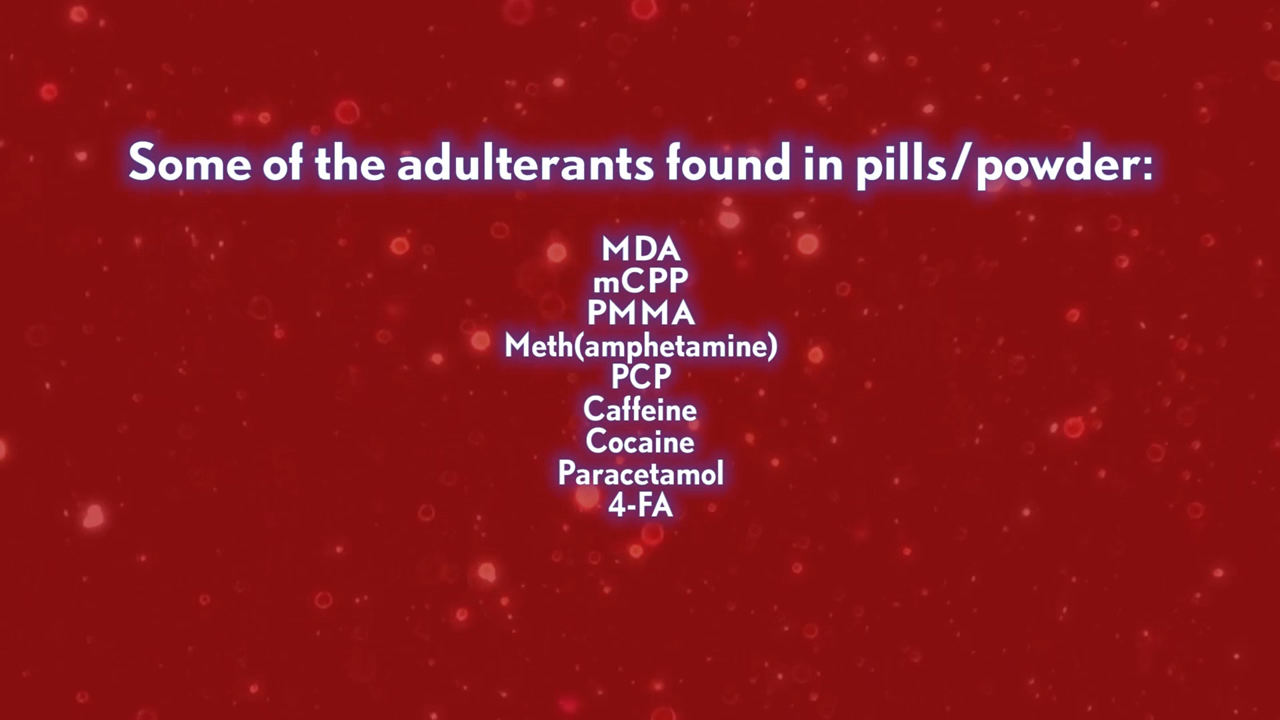 Some of the adulterants found in pills/powder:
MDA
mCPP
PMMA
Meth(amphetamine)
PCP
Caffeine
Cocaine
Paracetamol
4-FA